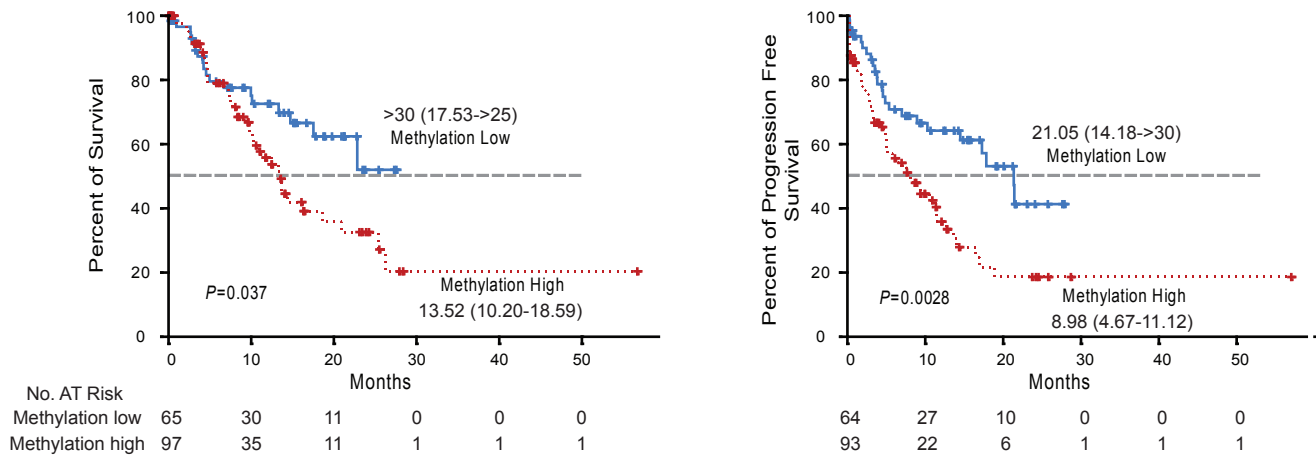 Percent of Survival
100
80
60
40
20
0
>30 (17.53->25)
Methylation Low
P=0.037
Methylation High
13.52 (10.20-18.59)
0 10 20 30 40 50
Months
No. AT Risk
Methylation low 65 30 11 0 0 0
Methylation high 97 35 11 1 1 1
Percent of Progression Free
Survival
100
80
60
40
20
0
21.05 (14.18->30)
Methylation Low
P=0.0028
Methylation High
8.98 (4.67-11.12)
0 10 20 30 40 50
Months
64 27 10 0 0 0
93 22 6 1 1 1